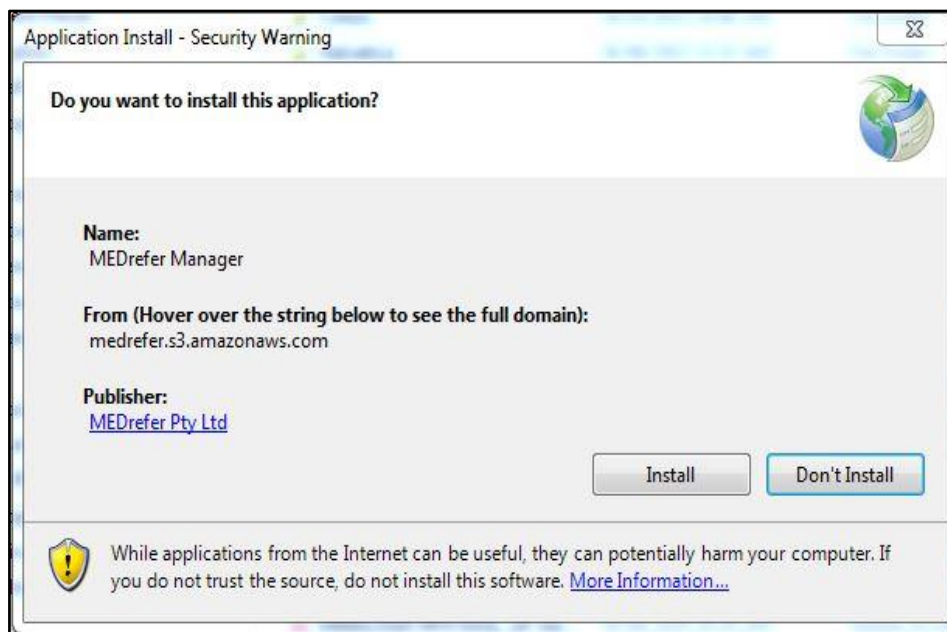 Application Install - Security Warning
Do you want to install this application?
Name:
MEDrefer Manager
From (Hover over the string below to see the full domain):
medrefer.s3.amazonaws.com
Publisher:
MEDrefer Pty Ltd
Install
Don't Install
While applications from the Internet can be useful, they can potentially harm your computer. If
you do not trust the source, do not install this software. More Information...